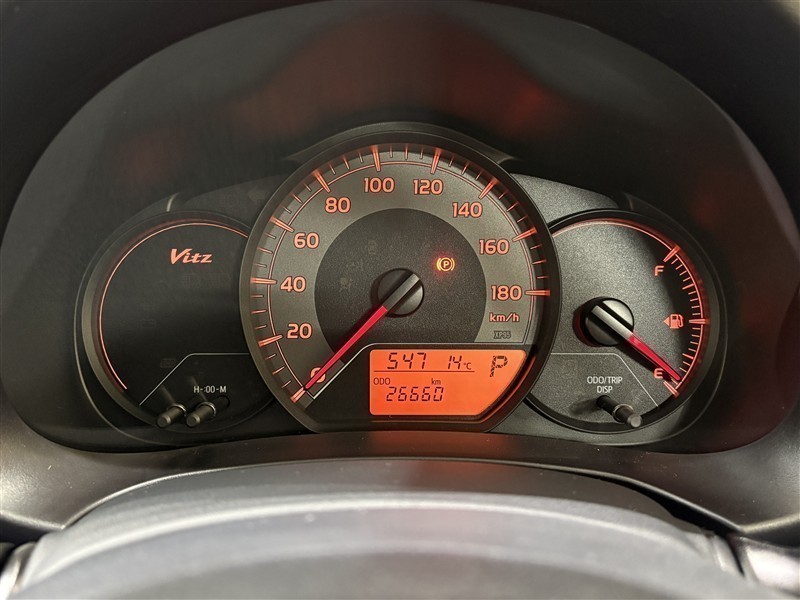 Vitz
H-:00-M
0
20
40
60
80
100
120
140
160
180
km/h
P
5:47 14°C
P
ODO km
26660
F
E
ODO/TRIP
DISP